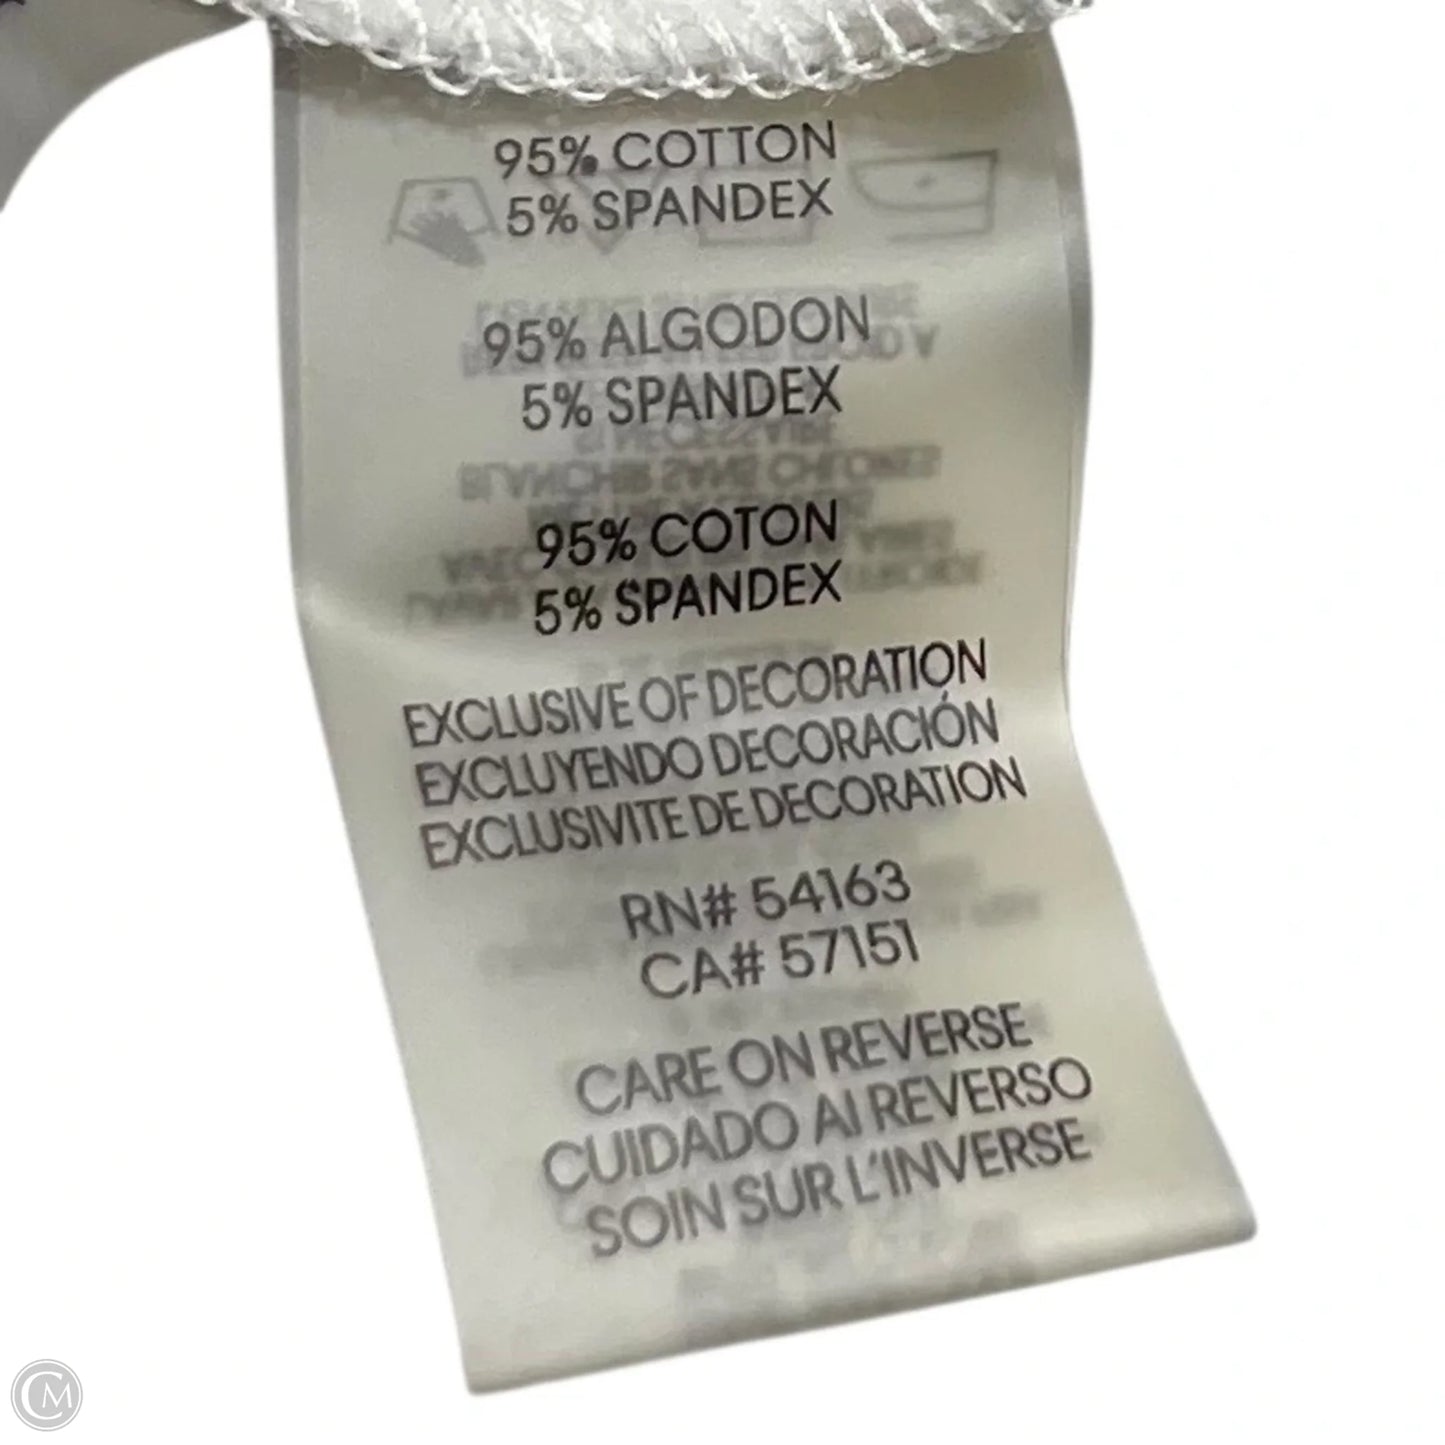 95% COTTON
5% SPANDEX
95% ALGODON
5% SPANDEX
95% COTON
5% SPANDEX
EXCLUSIVE OF DECORATION
EXCLUYENDO DECORACIÓN
EXCLUSIVITE DE DECORATION
RN# 54163
CA# 57151
CARE ON REVERSE
CUIDADO AI REVERSO
SOIN SUR L'INVERSE
CM